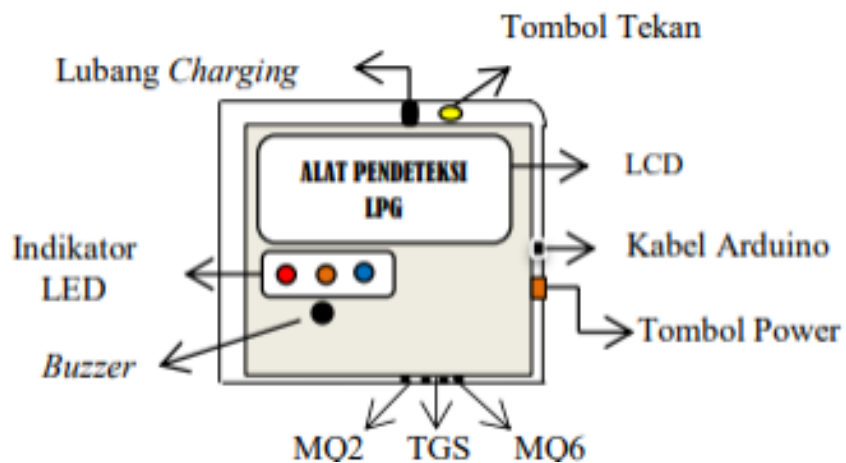 Tombol Tekan
Lubang Charging
ALAT PENDETEKSI
LPG
LCD
Indikator
LED
Kabel Arduino
Tombol Power
Buzzer
MQ2 TGS MQ6